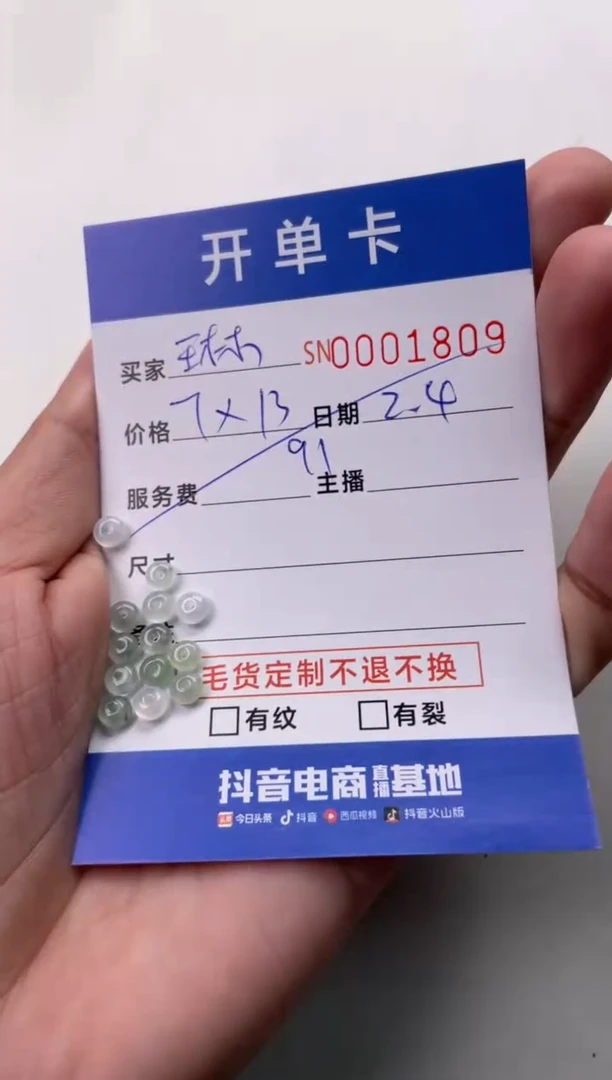 开单卡
买家 王林木 SN0001809
价格 7×13 日期 2.4
91
服务费 主播
尺寸
毛货定制不退不换
有纹 有裂
抖音电商直播基地
今日头条 抖音 西瓜视频 抖音火山版